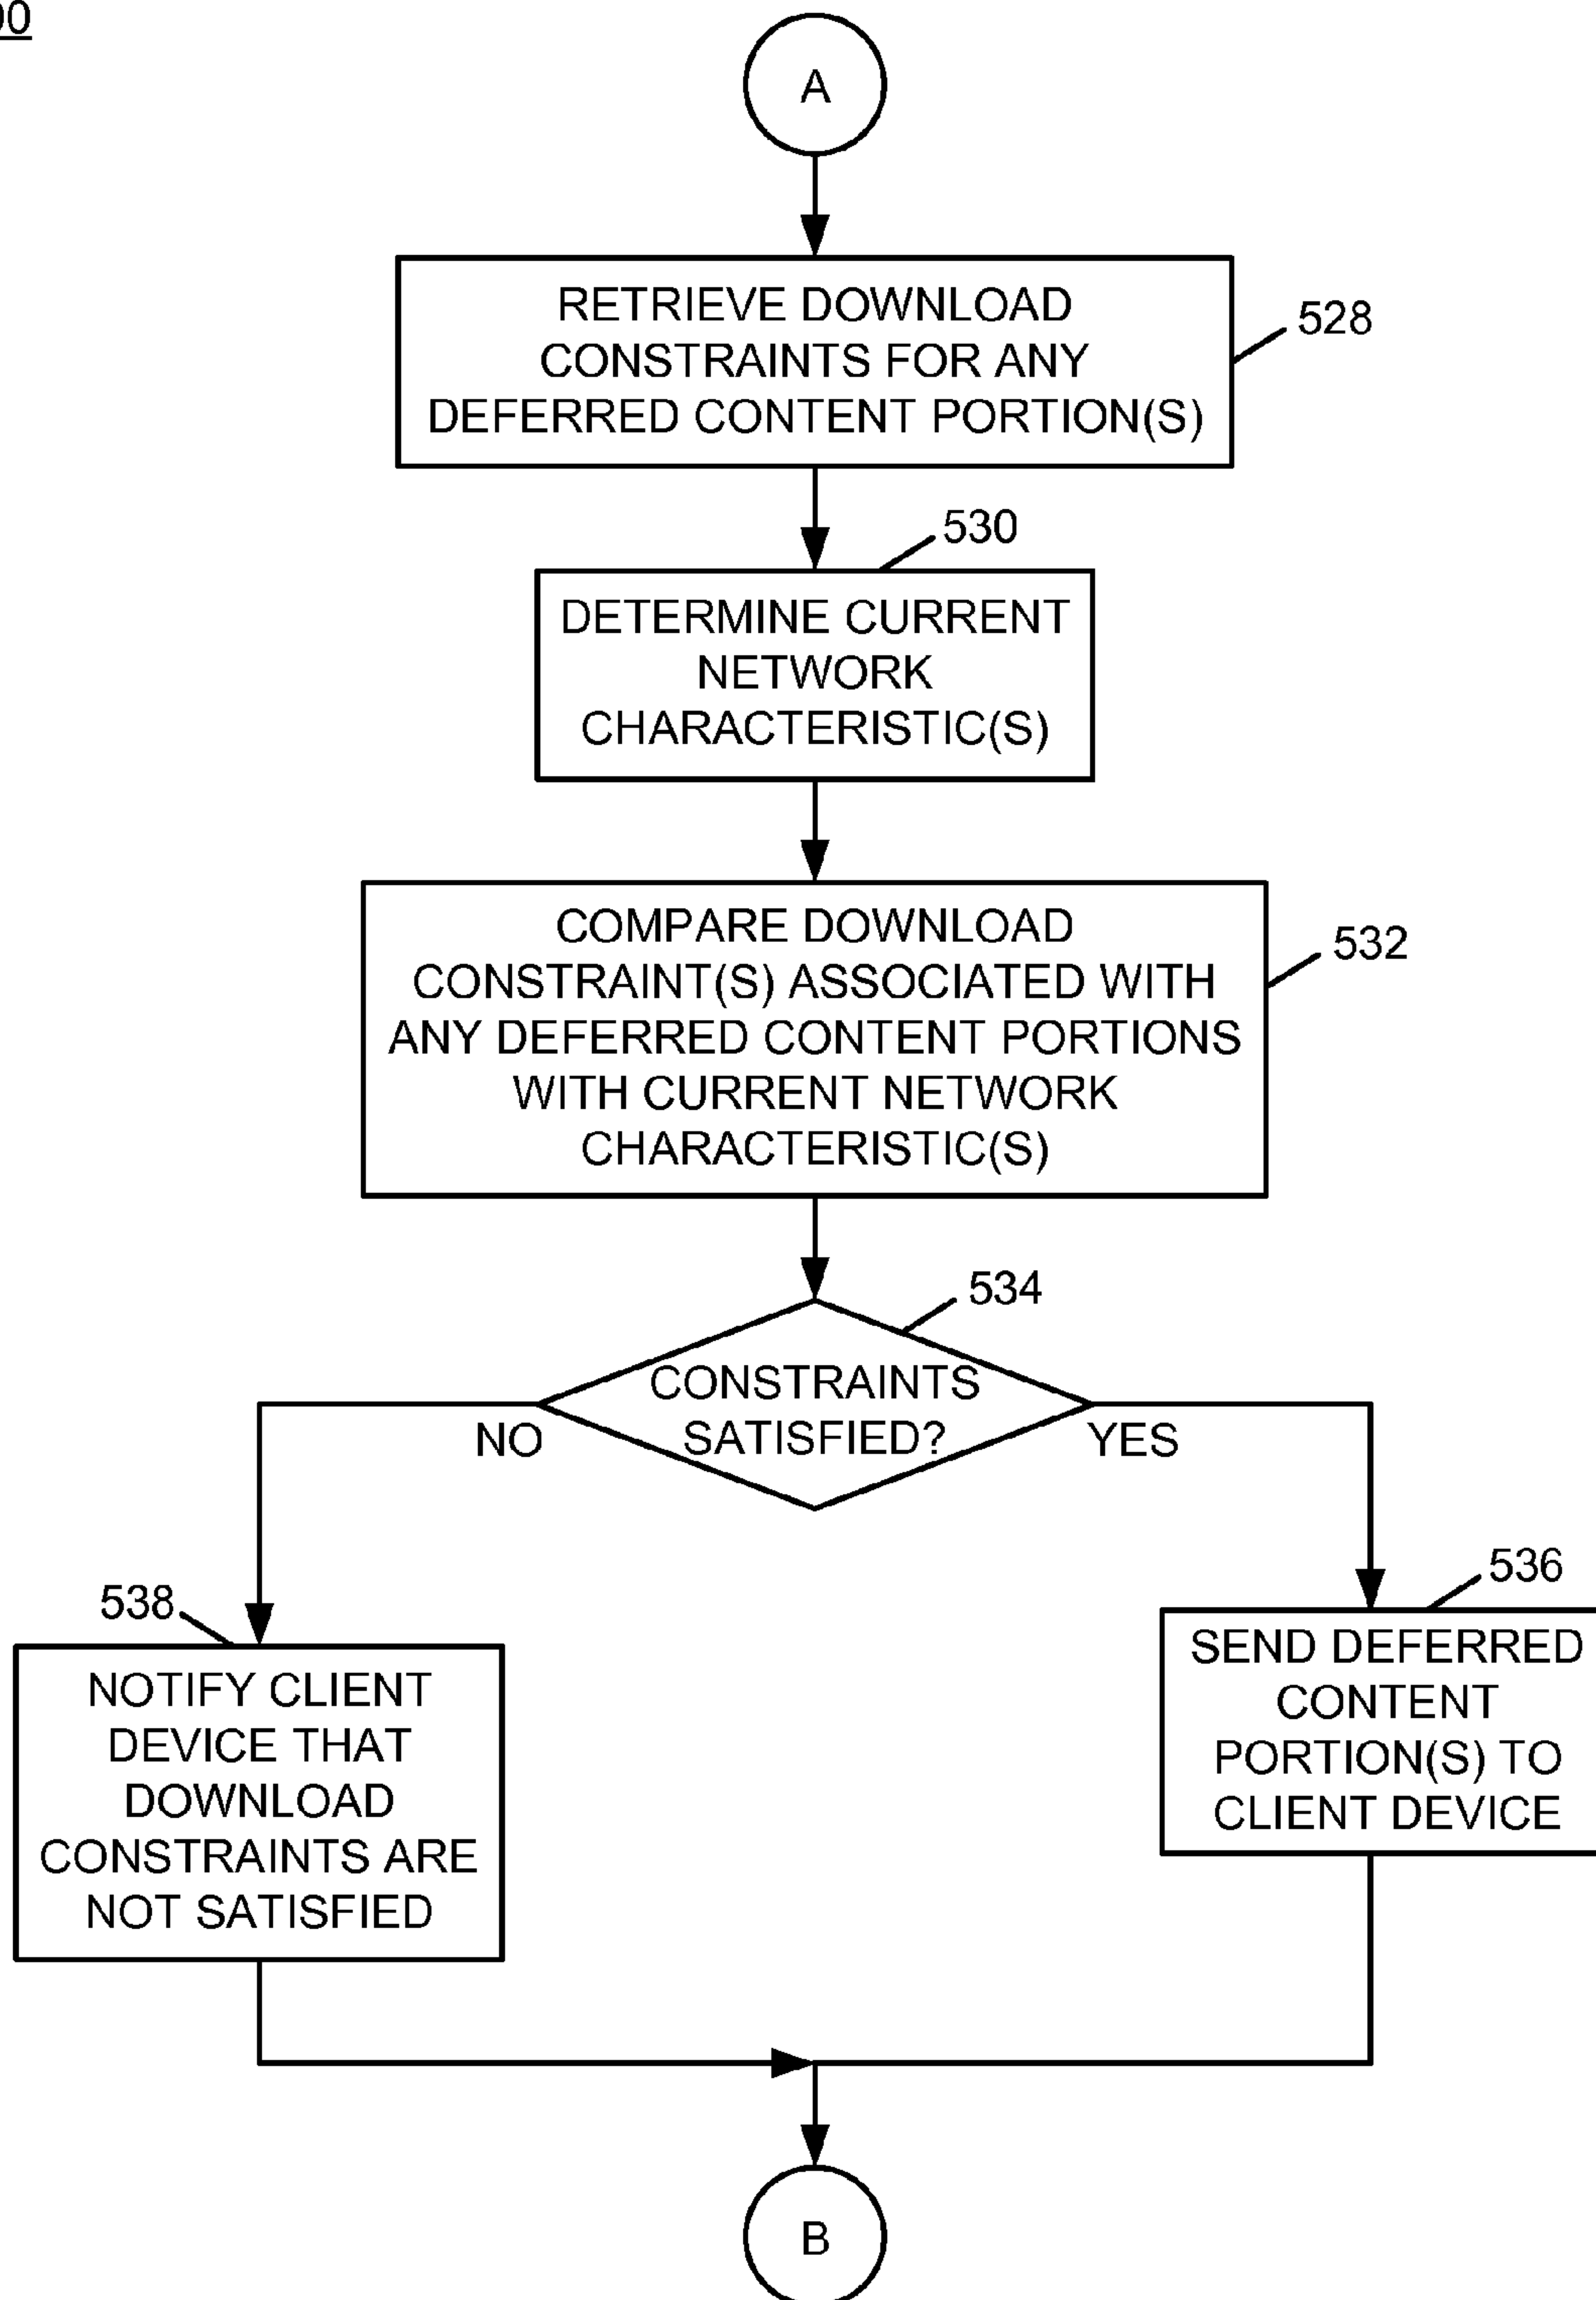 00
A
RETRIEVE DOWNLOAD
CONSTRAINTS FOR ANY
DEFERRED CONTENT PORTION(S)
528
530
DETERMINE CURRENT
NETWORK
CHARACTERISTIC(S)
COMPARE DOWNLOAD
CONSTRAINT(S) ASSOCIATED WITH
ANY DEFERRED CONTENT PORTIONS
WITH CURRENT NETWORK
CHARACTERISTIC(S)
532
534
CONSTRAINTS
SATISFIED?
NO
YES
538
NOTIFY CLIENT
DEVICE THAT
DOWNLOAD
CONSTRAINTS ARE
NOT SATISFIED
536
SEND DEFERRED
CONTENT
PORTION(S) TO
CLIENT DEVICE
B